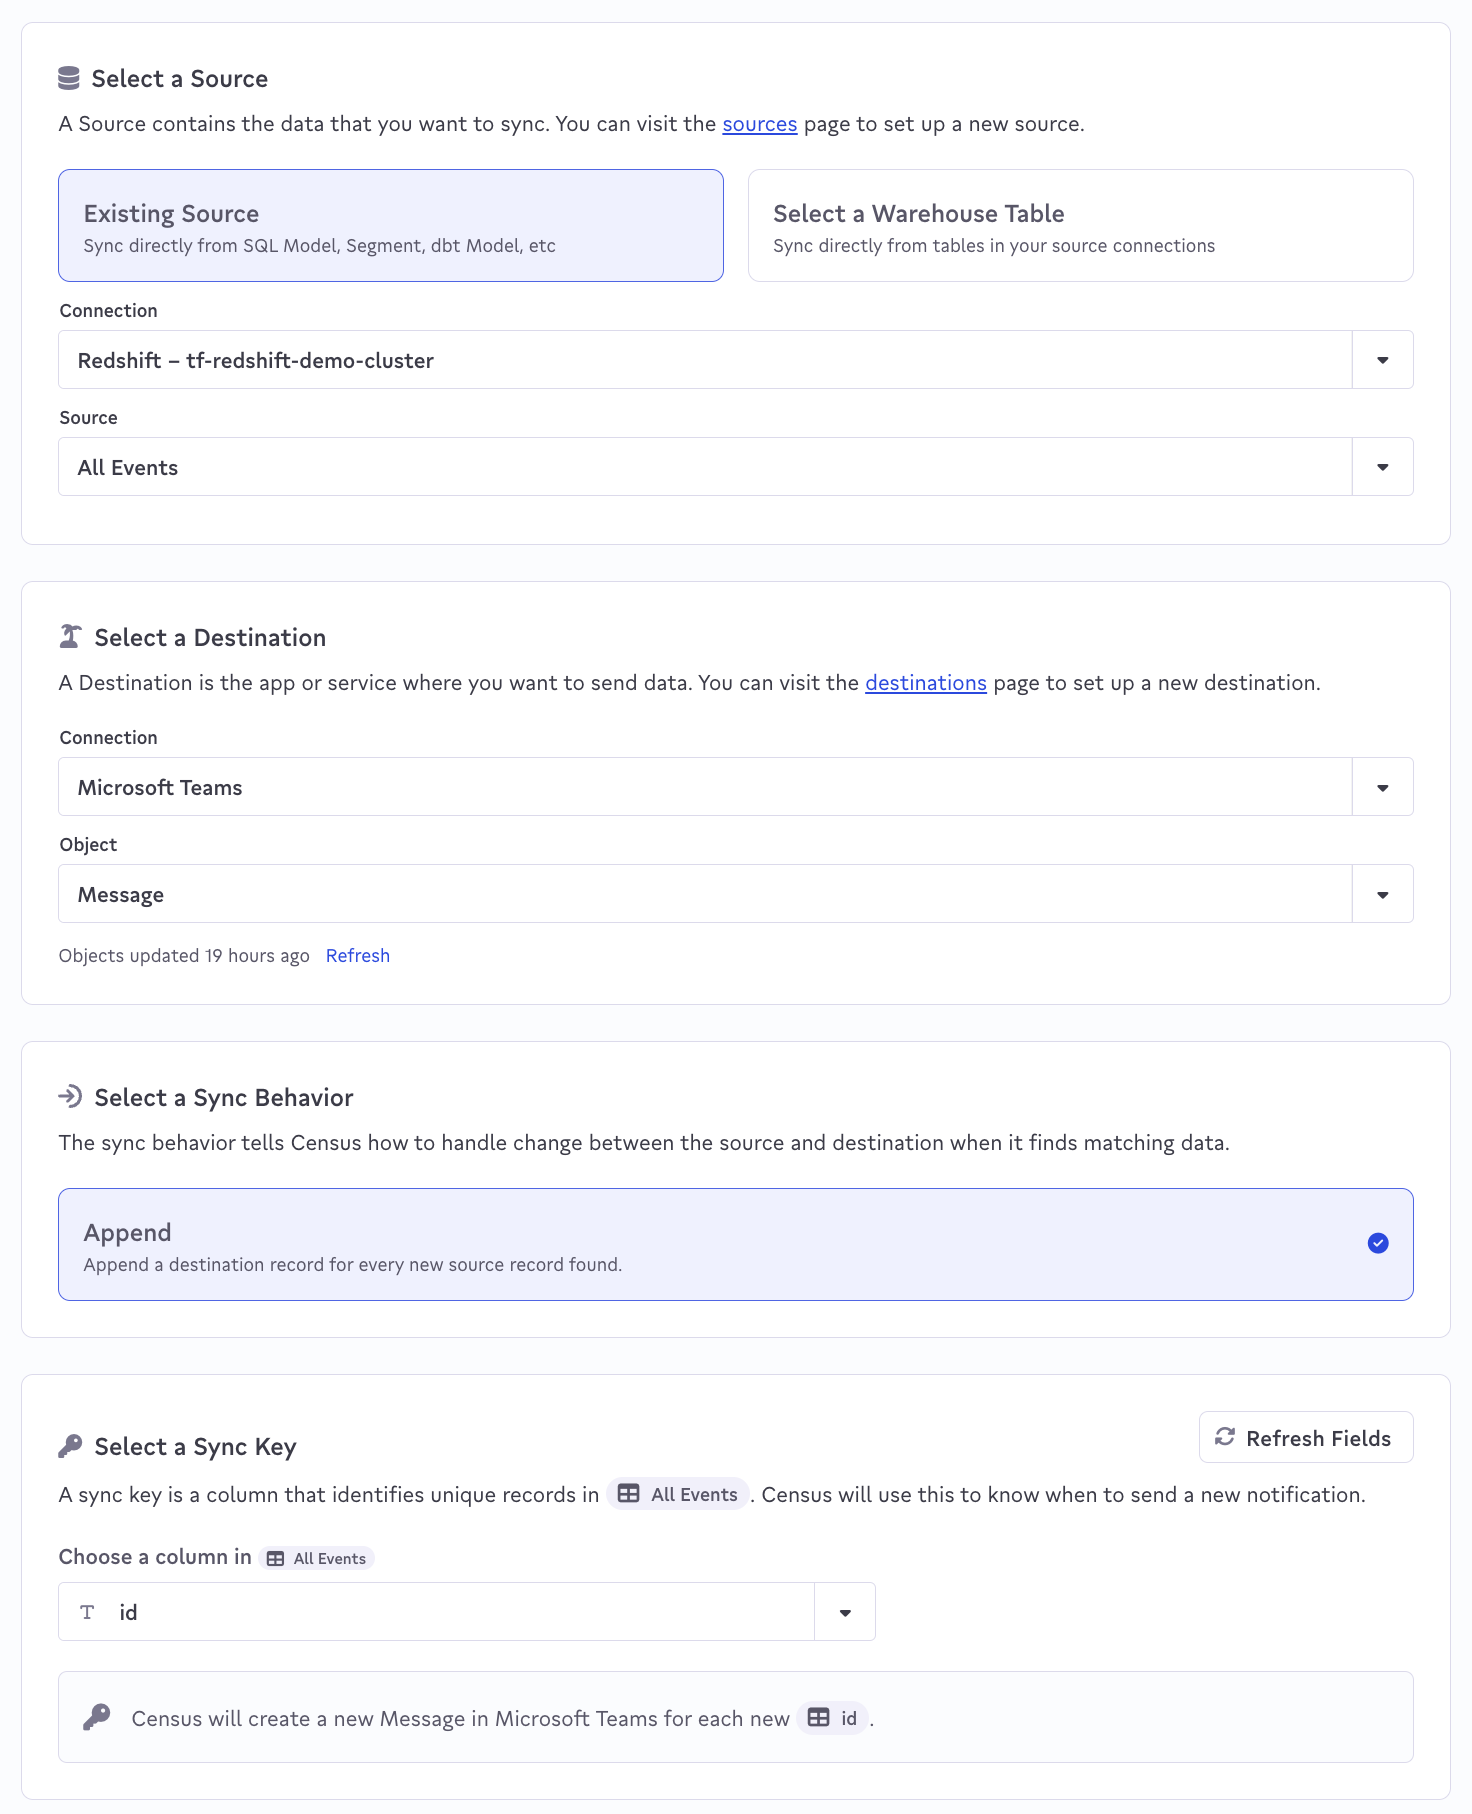 Select a Source
A Source contains the data that you want to sync. You can visit the sources page to set up a new source.
Existing Source
Sync directly from SQL Model, Segment, dbt Model, etc
Select a Warehouse Table
Sync directly from tables in your source connections
Connection
Redshift – tf-redshift-demo-cluster
Source
All Events
Select a Destination
A Destination is the app or service where you want to send data. You can visit the destinations page to set up a new destination.
Connection
Microsoft Teams
Object
Message
Objects updated 19 hours ago Refresh
Select a Sync Behavior
The sync behavior tells Census how to handle change between the source and destination when it finds matching data.
Append
Append a destination record for every new source record found.
Select a Sync Key
Refresh Fields
A sync key is a column that identifies unique records in All Events. Census will use this to know when to send a new notification.
Choose a column in All Events
T id
Census will create a new Message in Microsoft Teams for each new id.